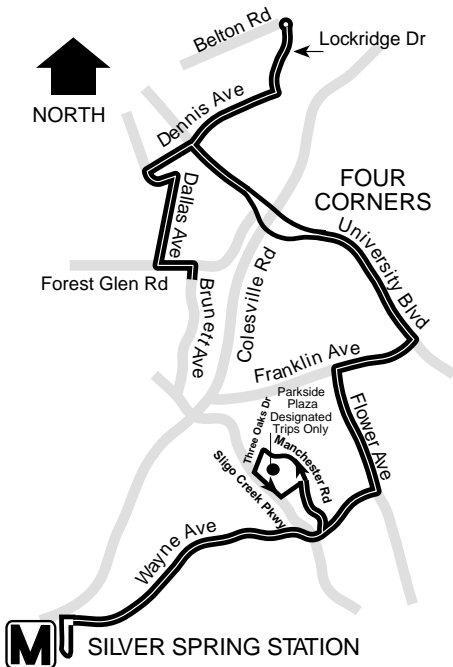 Belton Rd
Lockridge Dr
NORTH
Dennis Ave
FOUR
CORNERS
Dallas Ave
University Blvd
Forest Glen Rd
Brunett Ave
Colesville Rd
Franklin Ave
Parkside
Plaza
Designated
Trips Only
Three Oaks Dr
Manchester Rd
Flower Ave
Sligo Creek Pkwy
Wayne Ave
M SILVER SPRING STATION